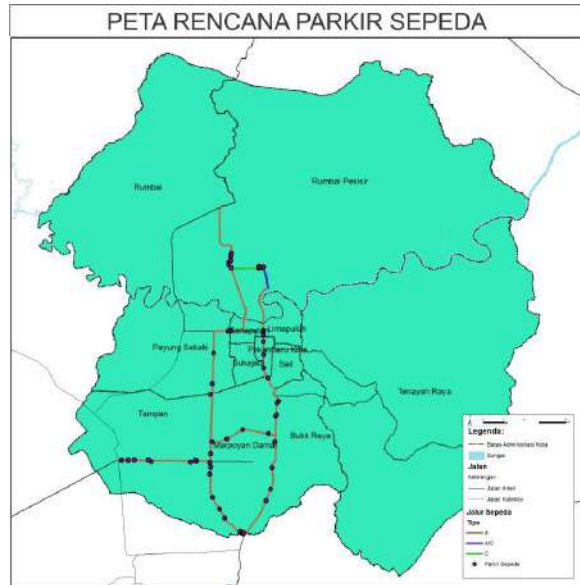 PETA RENCANA PARKIR SEPEDA
Rumbai
Rumbai Pesisir
Limapuluh
Payung Sekaki
Pekanbaru Kota
Sukajadi
Sail
Tenayan Raya
Tampan
Marpoyan Damai
Bukit Raya
Legenda:
Batas Administrasi Kota
Sungai
Jalan
Keterangan
Jalan Arteri
Jalan Kolektor
Jalur Sepeda
Tipe
A
A/C
C
Parkir Sepeda